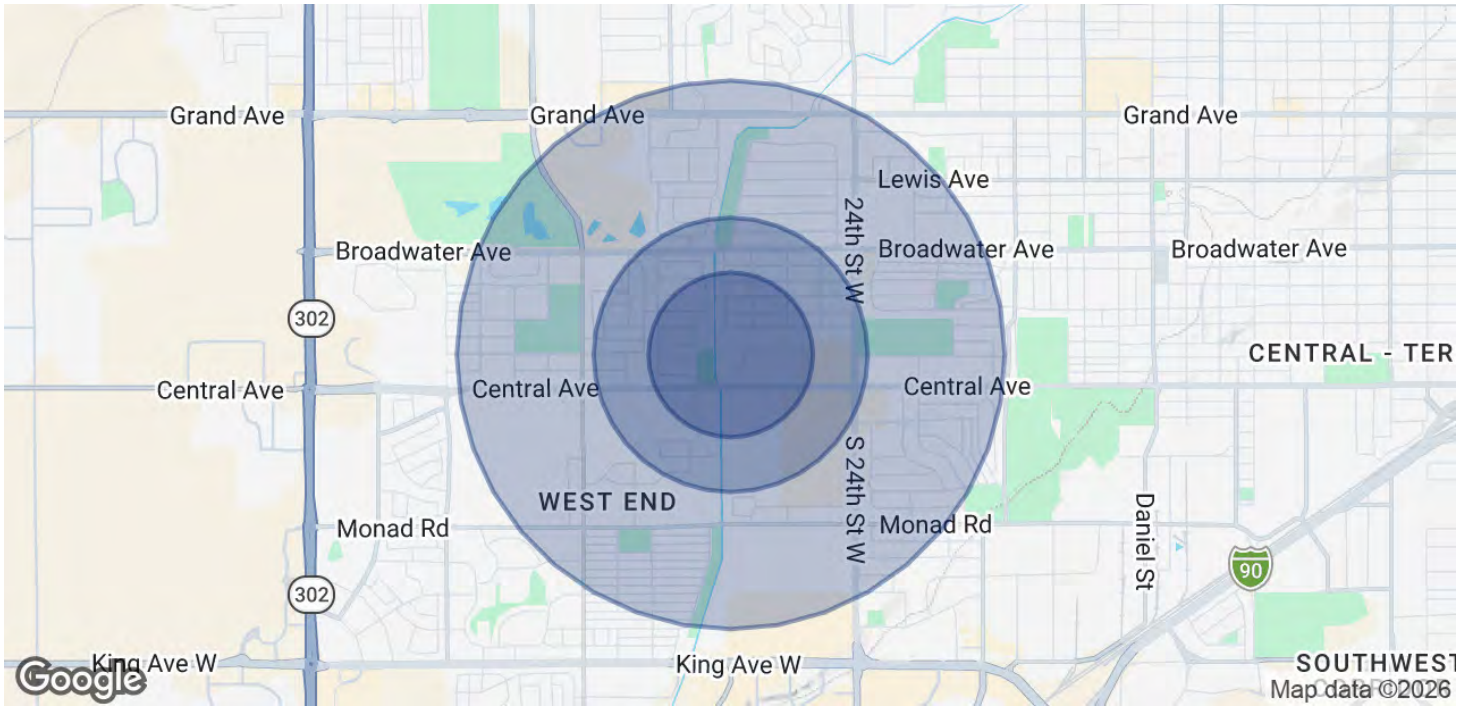 Grand Ave
Grand Ave
Grand Ave
Lewis Ave
24th St W
Broadwater Ave
Broadwater Ave
Broadwater Ave
302
CENTRAL - TER
Central Ave
Central Ave
Central Ave
S 24th St W
WEST END
Monad Rd
Monad Rd
Daniel St
90
302
King Ave W
King Ave W
SOUTHWEST
Google
Map data ©2026